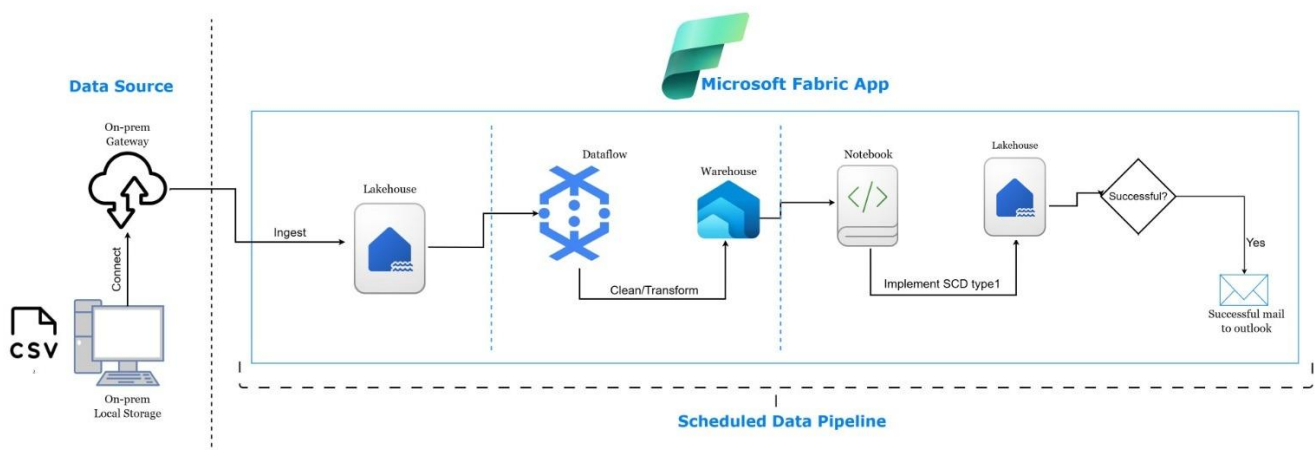 Data Source
Microsoft Fabric App
On-prem
Gateway
Connect
CSV
On-prem
Local Storage
Ingest
Lakehouse
Dataflow
Clean/Transform
Warehouse
Notebook
</>
Implement SCD type1
Lakehouse
Successful?
Yes
Successful mail
to outlook
Scheduled Data Pipeline